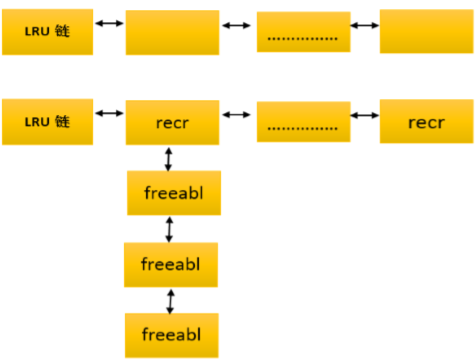 LRU 链
...............
LRU 链
recr
...............
recr
freeabl
freeabl
freeabl